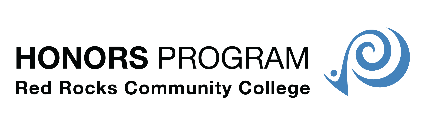 HONORS PROGRAM
Red Rocks Community College